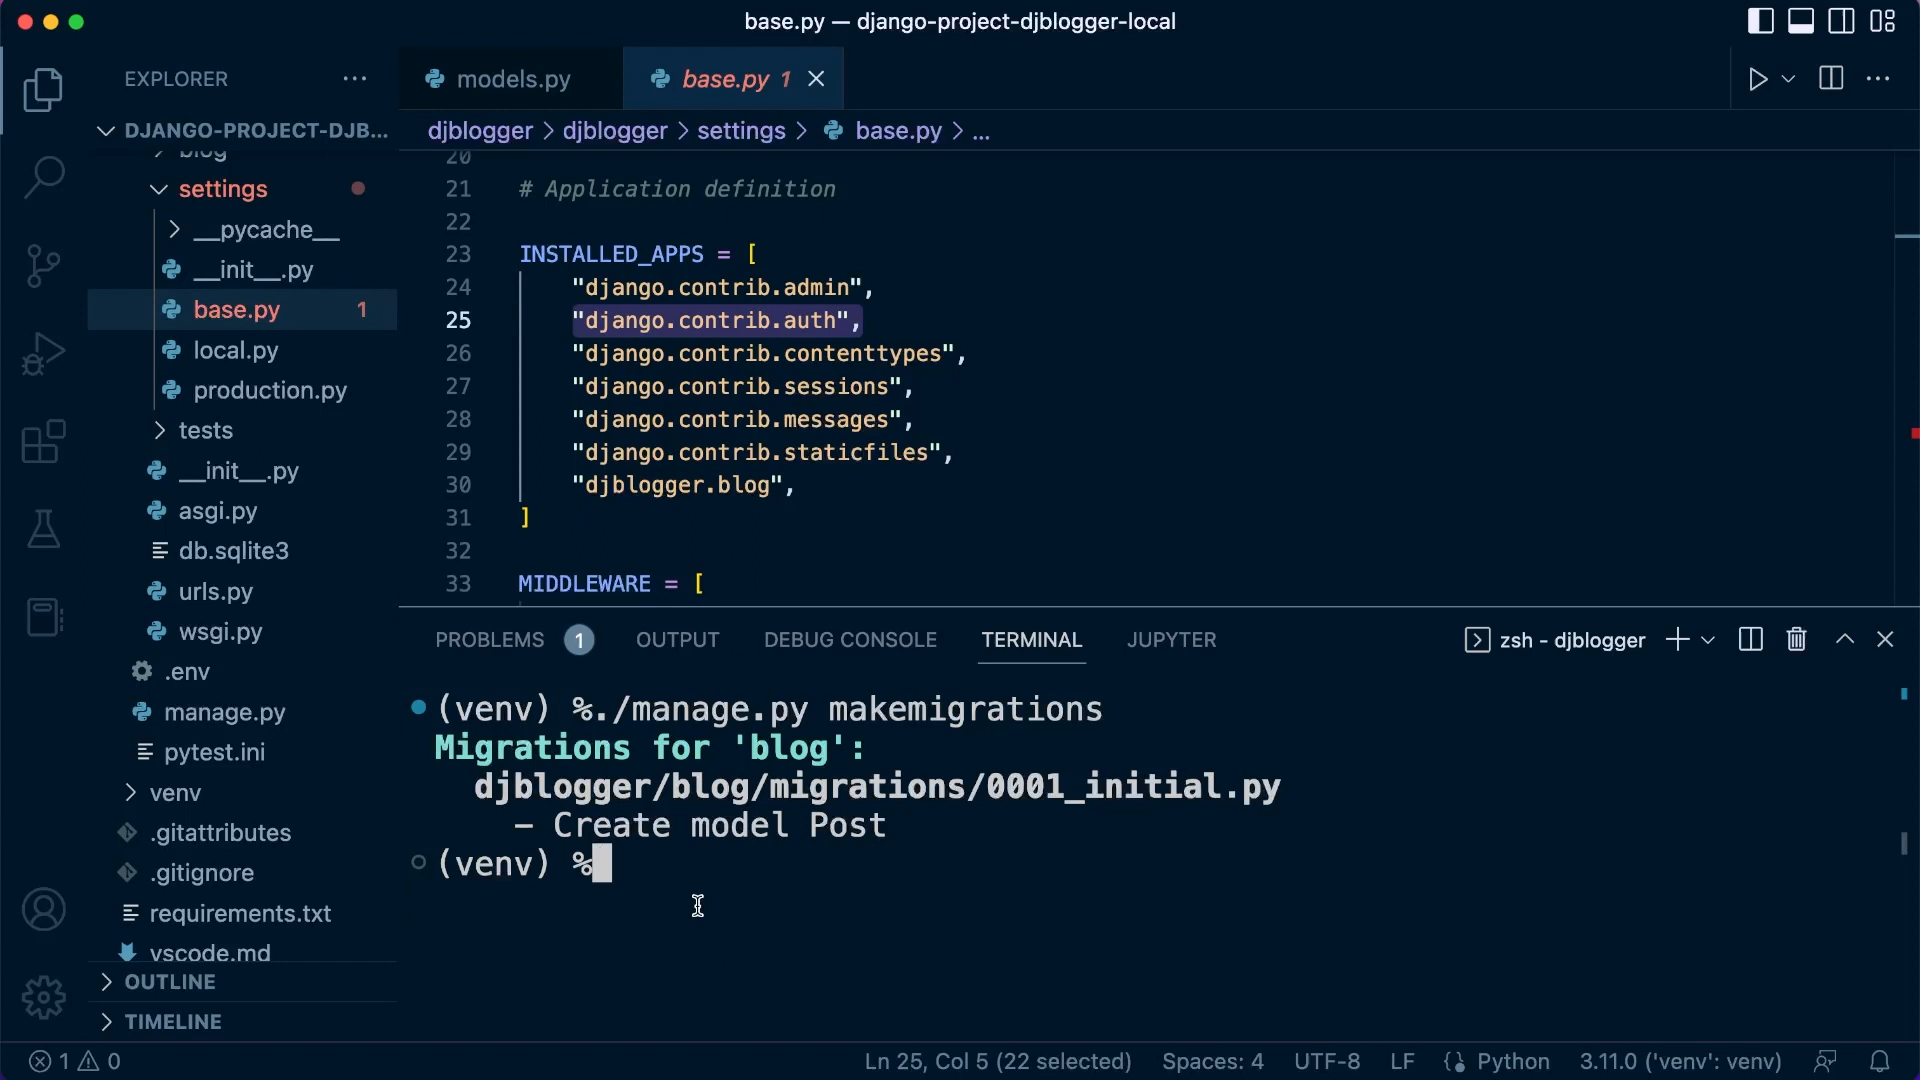 base.py — django-project-djblogger-local
EXPLORER
models.py
base.py 1
DJANGO-PROJECT-DJB...
djblogger > djblogger > settings > base.py > ...
blog
settings
__pycache__
__init__.py
base.py 1
local.py
production.py
tests
__init__.py
asgi.py
db.sqlite3
urls.py
wsgi.py
.env
manage.py
pytest.ini
venv
.gitattributes
.gitignore
requirements.txt
vscode.md
OUTLINE
TIMELINE
20
21 # Application definition
22
23 INSTALLED_APPS = [
24 "django.contrib.admin",
25 "django.contrib.auth",
26 "django.contrib.contenttypes",
27 "django.contrib.sessions",
28 "django.contrib.messages",
29 "django.contrib.staticfiles",
30 "djblogger.blog",
31 ]
32
33 MIDDLEWARE = [
PROBLEMS 1 OUTPUT DEBUG CONSOLE TERMINAL JUPYTER zsh - djblogger
(venv) %./manage.py makemigrations
Migrations for 'blog':
djblogger/blog/migrations/0001_initial.py
- Create model Post
(venv) %
1 0 Ln 25, Col 5 (22 selected) Spaces: 4 UTF-8 LF Python 3.11.0 ('venv': venv)